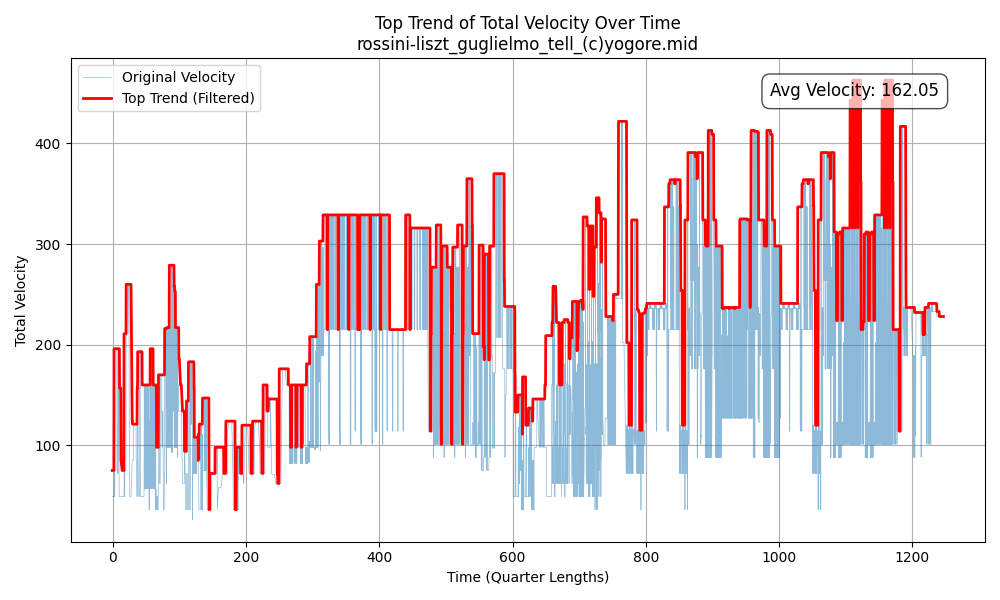 Top Trend of Total Velocity Over Time
rossini-liszt_guglielmo_tell_(c)yogore.mid
Original Velocity
Top Trend (Filtered)
Avg Velocity: 162.05
Total Velocity
400
300
200
100
0
200
400
600
800
1000
1200
Time (Quarter Lengths)